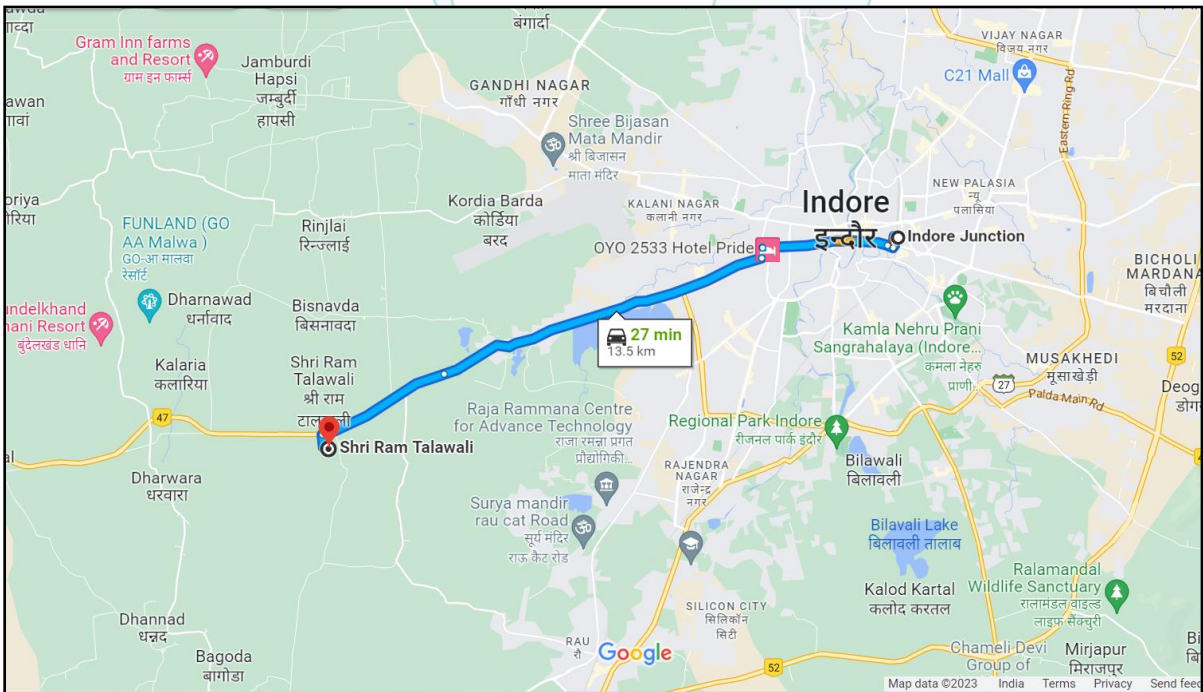 बंगार्दा
VIJAY NAGAR
विजय नगर
Gram Inn farms
and Resort
ग्राम इन फार्म्स
Jamburdi
Hapsi
जम्बुर्दी
हापसी
C21 Mall
GANDHI NAGAR
गाँधी नगर
Eastern Ring Rd
Shree Bijasan
Mata Mandir
श्री बिजासन
माता मंदिर
NEW PALASIA
न्यू
पलासिया
Kordia Barda
कोर्डिया
बरद
KALANI NAGAR
कलानी नगर
Indore
इन्दौर
FUNLAND (GO
AA Malwa )
GO-आ मालवा
रिसॉर्ट
Rinjlai
रिन्ज्लाई
OYO 2533 Hotel Pride
Indore Junction
BICHOLI
MARDANA
बिचौली
मरदाना
Dharnawad
धर्नावाद
Bisnavda
बिसनावदा
बुंदेलखंड धानि
27 min
13.5 km
Kamla Nehru Prani
Sangrahalaya (Indore...
कमला नेहरु
प्राणी...
MUSAKHEDI
मूसाखेड़ी
52
Kalaria
कलारिया
Shri Ram
Talawali
श्री राम
27
Palda Main Rd
47
Raja Rammana Centre
for Advance Technology
राजा रमन्ना प्रगत
प्रौद्योगिकी...
Regional Park Indore
रीजनल पार्क इंदौर
Shri Ram Talawali
Dharwara
धरवारा
RAJENDRA
NAGAR
राजेन्द्र
नगर
Bilawali
बिलावली
Surya mandir
rau cat Road
सूर्य मंदिर
राऊ कैट रोड
Bilavali Lake
बिलावली तालाब
Ralamandal
Wildlife Sanctuary
रालामंडल वाइल्ड
लाइफ सैंक्चुरी
Kalod Kartal
कलोद करतल
Dhannad
धन्नद
SILICON CITY
सिलिकॉन
सिटी
RAU
रौ
Google
52
Chameli Devi
Group of
Mirjapur
मिराजपुर
Bagoda
बागोडा
Map data ©2023 India Terms Privacy